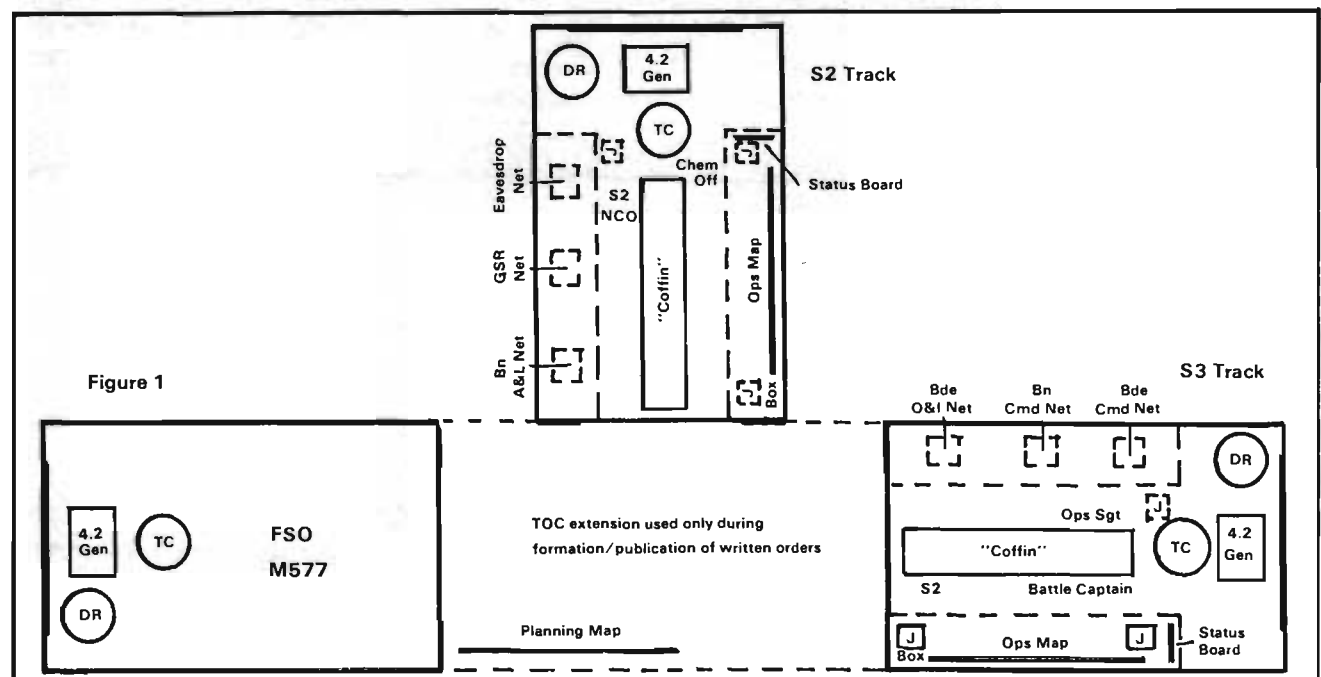 DR
4.2
Gen
S2 Track
TC
J
J
Chem
Off
Status Board
Eavesdrop
Net
S2
NCO
GSR
Net
"Coffin"
Ops Map
Bn
A&L Net
J
Box
Figure 1
S3 Track
Bde
O&I Net
Bn
Cmd Net
Bde
Cmd Net
DR
4.2
Gen
TC
FSO
M577
DR
TOC extension used only during
formation/publication of written orders
Planning Map
Ops Sgt
J
"Coffin"
TC
4.2
Gen
S2
Battle Captain
J
Box
Ops Map
J
Status
Board